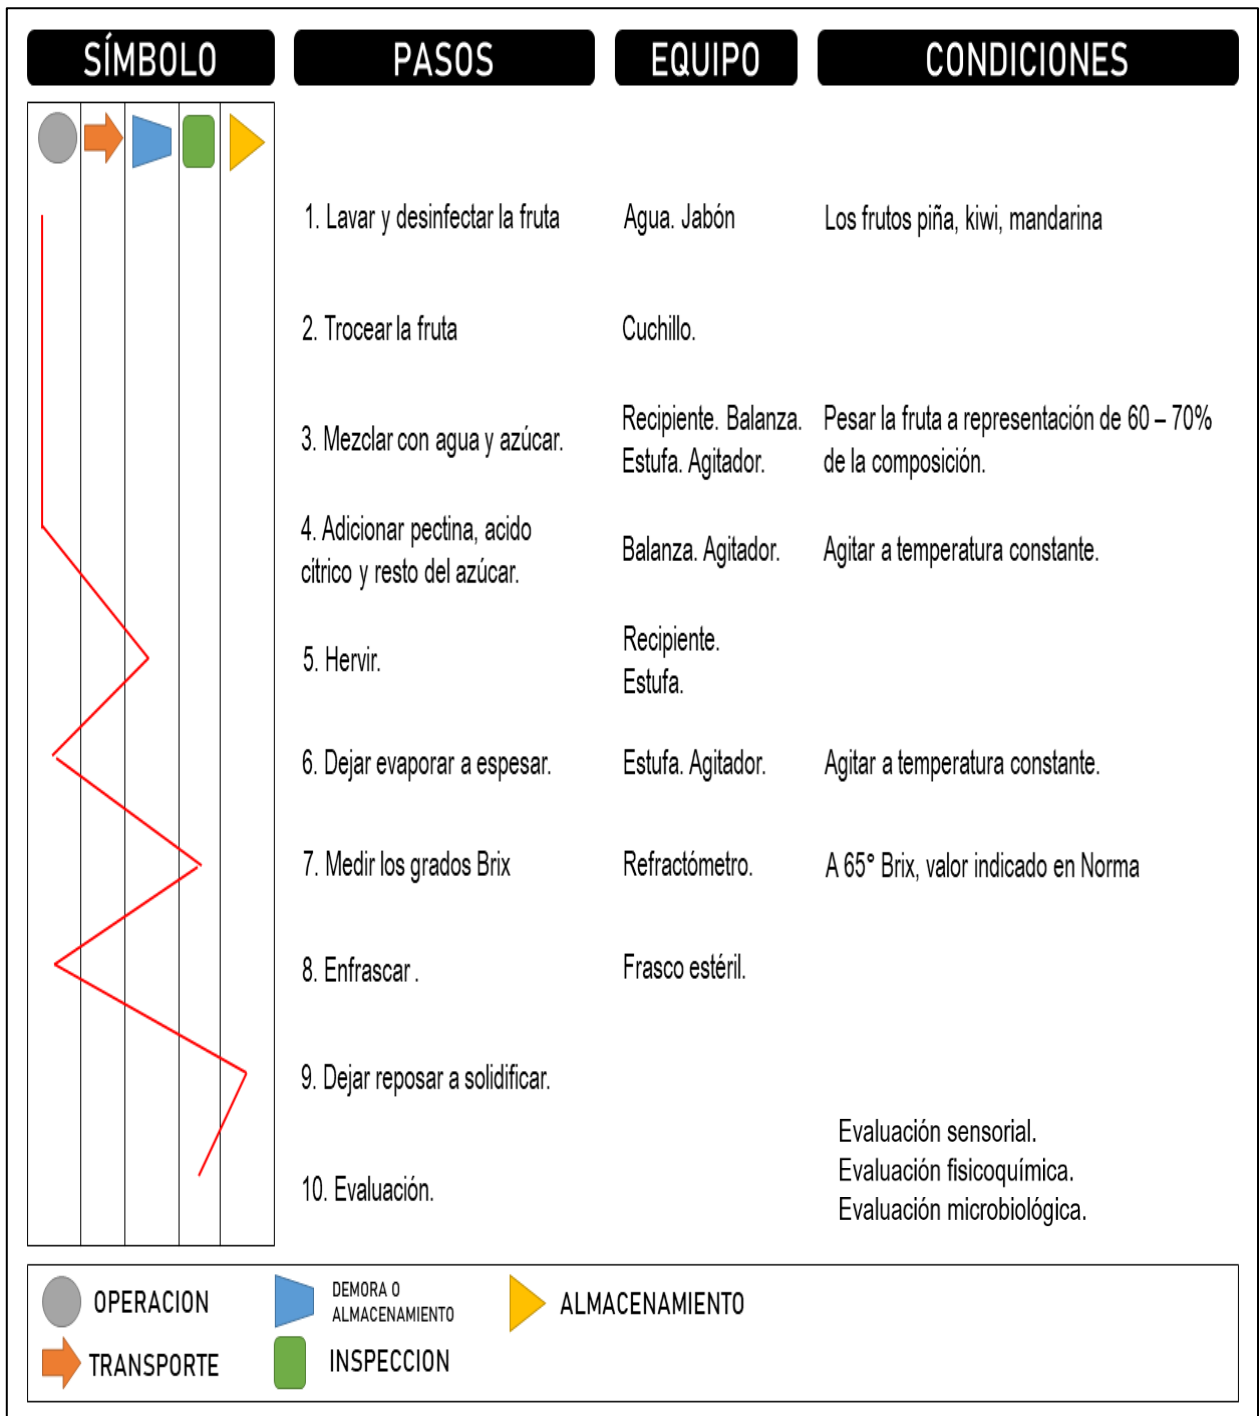 SÍMBOLO
PASOS
EQUIPO
CONDICIONES
1. Lavar y desinfectar la fruta
Agua. Jabón
Los frutos piña, kiwi, mandarina
2. Trocear la fruta
Cuchillo.
3. Mezclar con agua y azúcar.
Recipiente. Balanza.
Estufa. Agitador.
Pesar la fruta a representación de 60 – 70%
de la composición.
4. Adicionar pectina, acido
cítrico y resto del azúcar.
Balanza. Agitador.
Agitar a temperatura constante.
5. Hervir.
Recipiente.
Estufa.
6. Dejar evaporar a espesar.
Estufa. Agitador.
Agitar a temperatura constante.
7. Medir los grados Brix
Refractómetro.
A 65° Brix, valor indicado en Norma
8. Enfrascar .
Frasco estéril.
9. Dejar reposar a solidificar.
10. Evaluación.
Evaluación sensorial.
Evaluación fisicoquímica.
Evaluación microbiológica.
OPERACION
DEMORA O
ALMACENAMIENTO
ALMACENAMIENTO
TRANSPORTE
INSPECCION